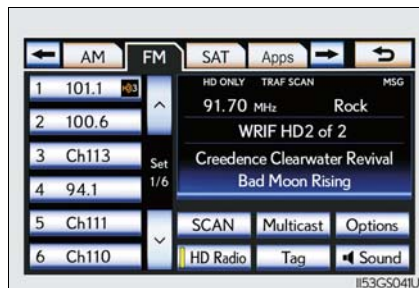 AM FM SAT Apps
1 101.1
HD ONLY TRAF SCAN MSG
91.70 MHz Rock
2 100.6
WRIF HD2 of 2
3 Ch113
Set
1/6
Creedence Clearwater Revival
4 94.1
Bad Moon Rising
5 Ch111
SCAN Multicast Options
6 Ch110
HD Radio Tag Sound
II53GS041U